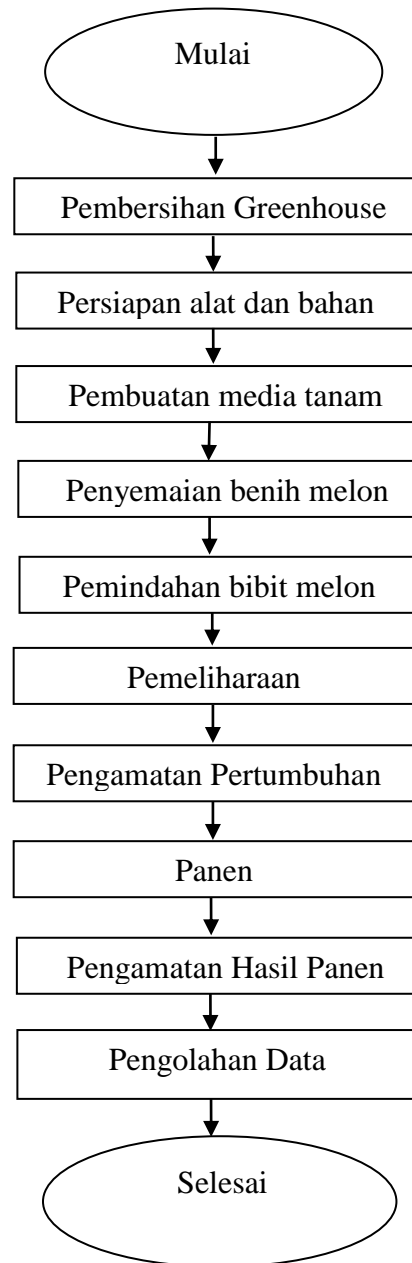 Mulai
Pembersihan Greenhouse
Persiapan alat dan bahan
Pembuatan media tanam
Penyemaian benih melon
Pemindahan bibit melon
Pemeliharaan
Pengamatan Pertumbuhan
Panen
Pengamatan Hasil Panen
Pengolahan Data
Selesai